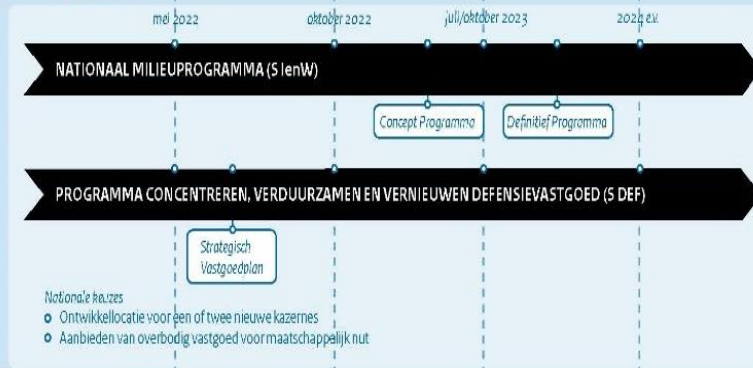 mei 2022
oktober 2022
juli/oktober 2023
2024 e.v.
NATIONAAL MILIEUPROGRAMMA (S IenW)
Concept Programma
Definitief Programma
PROGRAMMA CONCENTREREN, VERDUURZAMEN EN VERNIEUWEN DEFENSIEVASTGOED (S DEF)
Strategisch
Vastgoedplan
Nationale keuzes
Ontwikkellocatie voor een of twee nieuwe kazernes
Aanbieden van overbodig vastgoed voor maatschappelijk nut